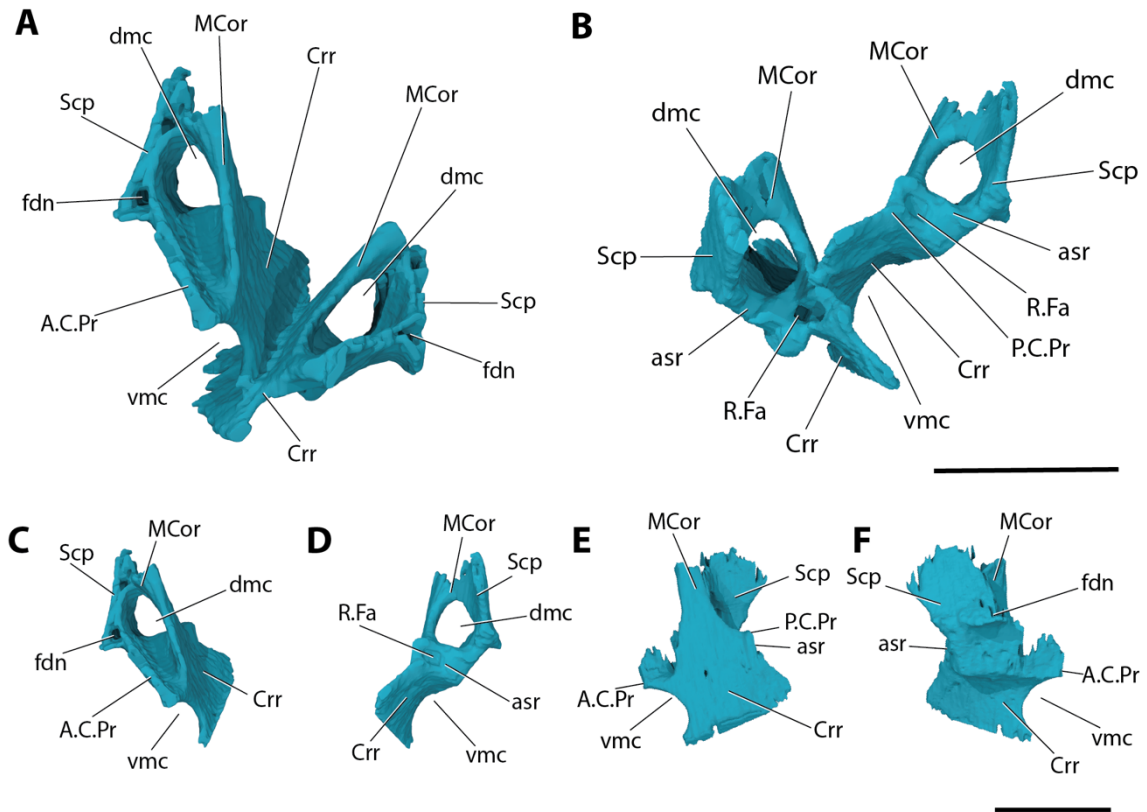 A
dmc
MCor
Crr
MCor
Scp
dmc
fdn
A.C.Pr
Scp
vmc
fdn
Crr
B
MCor
MCor
dmc
dmc
Scp
Scp
asr
asr
R.Fa
P.C.Pr
R.Fa
Crr
Crr
vmc
C
MCor
Scp
dmc
fdn
A.C.Pr
Crr
vmc
D
MCor
Scp
R.Fa
dmc
asr
Crr
vmc
E
MCor
Scp
P.C.Pr
asr
A.C.Pr
vmc
Crr
F
MCor
Scp
fdn
asr
A.C.Pr
vmc
Crr